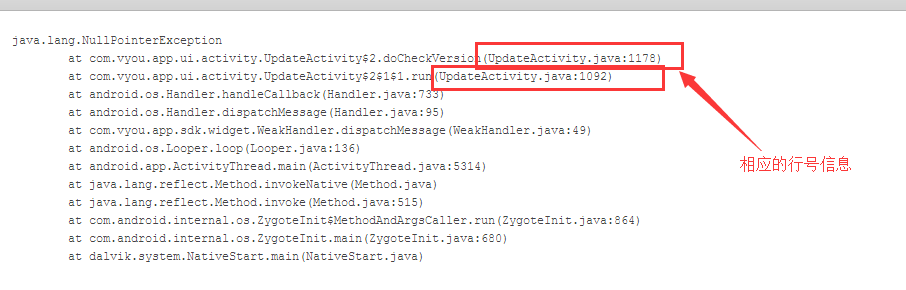 java.lang.NullPointerException
at com.vyou.app.ui.activity.UpdateActivity$2.doCheckVersion(UpdateActivity.java:1178)
at com.vyou.app.ui.activity.UpdateActivity$2$1$1.run(UpdateActivity.java:1092)
at android.os.Handler.handleCallback(Handler.java:733)
at android.os.Handler.dispatchMessage(Handler.java:95)
at com.vyou.app.sdk.widget.WeakHandler.dispatchMessage(WeakHandler.java:49)
at android.os.Looper.loop(Looper.java:136)
at android.app.ActivityThread.main(ActivityThread.java:5314)
相应的行号信息
at java.lang.reflect.Method.invokeNative(Method.java)
at java.lang.reflect.Method.invoke(Method.java:515)
at com.android.internal.os.ZygoteInit$MethodAndArgsCaller.run(ZygoteInit.java:864)
at com.android.internal.os.ZygoteInit.main(ZygoteInit.java:680)
at dalvik.system.NativeStart.main(NativeStart.java)